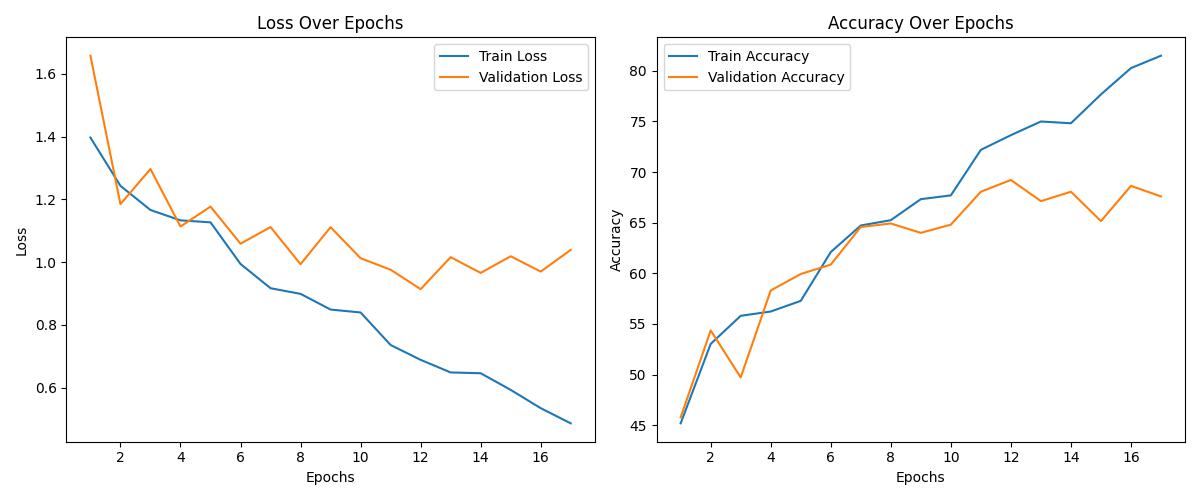 Loss Over Epochs
Train Loss
Validation Loss
1.6
1.4
1.2
1.0
0.8
0.6
Loss
2 4 6 8 10 12 14 16
Epochs
Accuracy Over Epochs
Train Accuracy
Validation Accuracy
80
75
70
65
60
55
50
45
Accuracy
2 4 6 8 10 12 14 16
Epochs